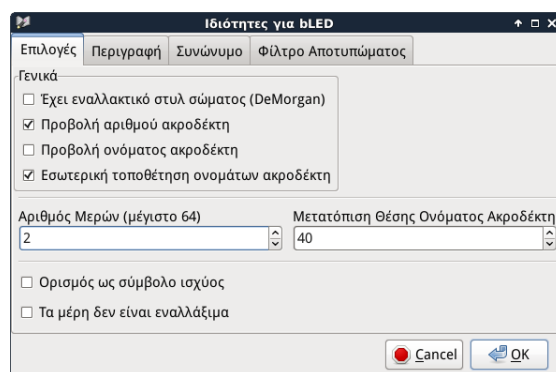 Ιδιότητες για bLED
Επιλογές Περιγραφή Συνώνυμο Φίλτρο Αποτυπώματος
Γενικά
Έχει εναλλακτικό στυλ σώματος (DeMorgan)
Προβολή αριθμού ακροδέκτη
Προβολή ονόματος ακροδέκτη
Εσωτερική τοποθέτηση ονομάτων ακροδέκτη
Αριθμός Μερών (μέγιστο 64) Μετατόπιση Θέσης Ονόματος Ακροδέκτη
2 40
Ορισμός ως σύμβολο ισχύος
Τα μέρη δεν είναι εναλλάξιμα
Cancel OK